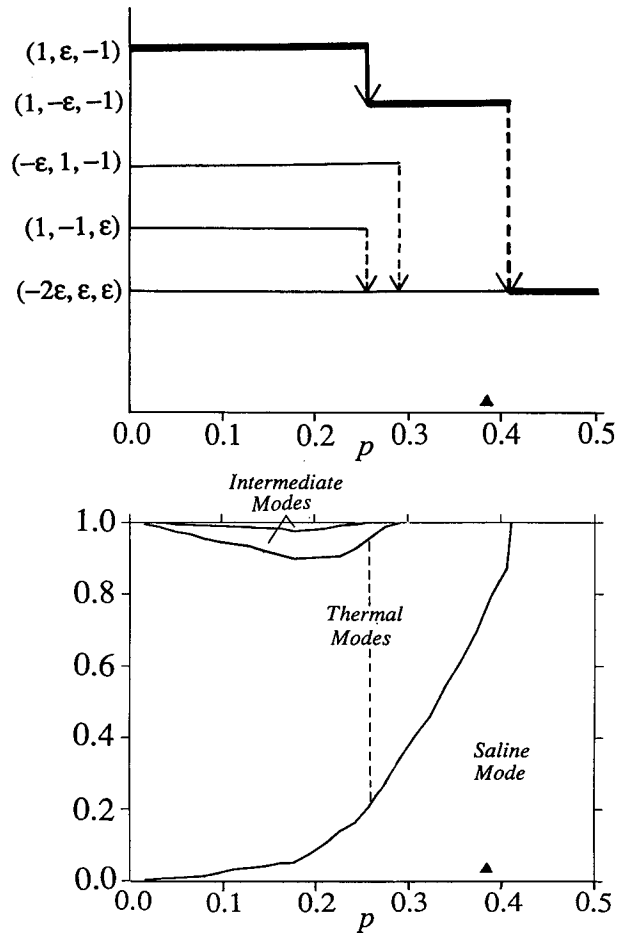 (1,ε,-1)
(1,-ε,-1)
(-ε,1,-1)
(1,-1,ε)
(-2ε,ε,ε)
0.0 0.1 0.2 0.3 0.4 0.5
p
Intermediate
Modes
1.0
0.8
Thermal
Modes
0.6
0.4
Saline
Mode
0.2
0.0
0.0 0.1 0.2 0.3 0.4 0.5
p